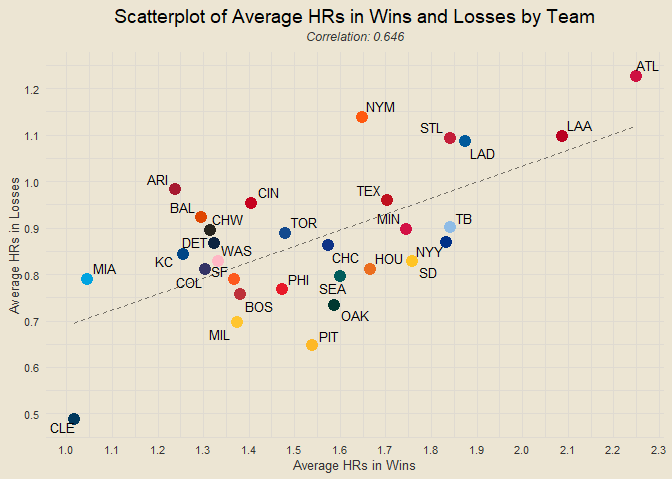 Scatterplot of Average HRs in Wins and Losses by Team
Correlation: 0.646
Average HRs in Losses
1.2
1.1
1.0
0.9
0.8
0.7
0.6
0.5
ATL
NYM
STL
LAA
LAD
ARI
CIN
TEX
BAL
CHW
TOR
MIN
TB
DET
WAS
NYY
KC
CHC
HOU
MIA
SF
SD
COL
PHI
SEA
BOS
OAK
MIL
PIT
CLE
1.0 1.1 1.2 1.3 1.4 1.5 1.6 1.7 1.8 1.9 2.0 2.1 2.2 2.3
Average HRs in Wins